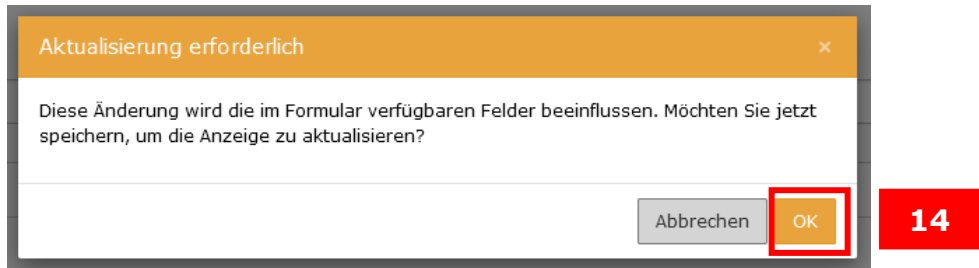 Aktualisierung erforderlich ×
Diese Änderung wird die im Formular verfügbaren Felder beeinflussen. Möchten Sie jetzt
speichern, um die Anzeige zu aktualisieren?
Abbrechen OK 14